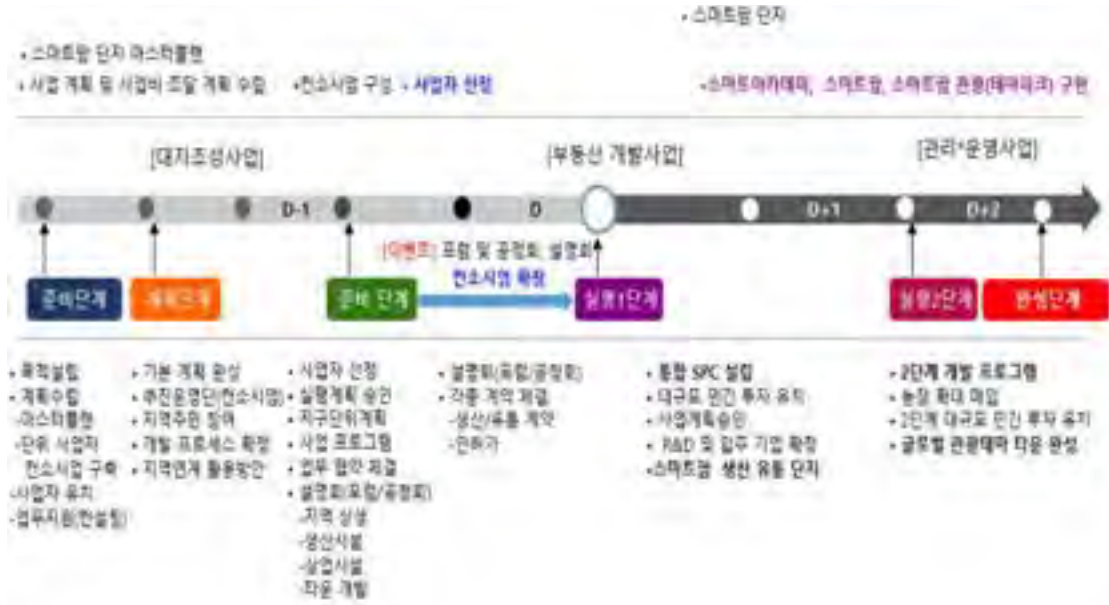 • 스마트팜 단지
• 스마트팜 단지 마스터플랜
• 사업 계획 및 사업비 조달 계획 수립
•컨소시엄 구성 • 사업자 선정
•스마트아카데미, 스마트팜, 스마트팜 관광(테마파크) 구현
[대지조성사업]
[부동산 개발사업]
[관리*운영사업]
D-1
D
D+1
D+2
[이벤트] 포럼 및 공청회, 설명회
컨소시엄 확장
준비단계
계획단계
준비 단계
실행1단계
실행2단계
완성단계
• 목적설립
• 계획수립
-마스터플랜
-단위 사업자
컨소시엄 구축
-사업자 유치
-업무지원(컨설팅)
• 기본 계획 완성
• 추진운영단(컨소시엄)
• 지역주민 참여
• 개발 프로세스 확정
• 지역연계 활용방안
• 사업자 선정
• 실행계획 승인
• 지구단위계획
• 사업 프로그램
• 업무 협약 체결
• 설명회(포럼/공청회)
-지역 상생
-생산시설
-상업시설
-타운 개발
• 설명회(포럼/공청회)
• 각종 계약 체결
-생산/유통 계약
-인허가
• 통합 SPC 설립
• 대규모 민간 투자 유치
• 사업계획승인
• R&D 및 입주 기업 확장
•스마트팜 생산 유통 단지
• 2단계 개발 프로그램
• 농장 확대 매입
• 2단계 대규모 민간 투자 유치
• 글로벌 관광테마 타운 완성